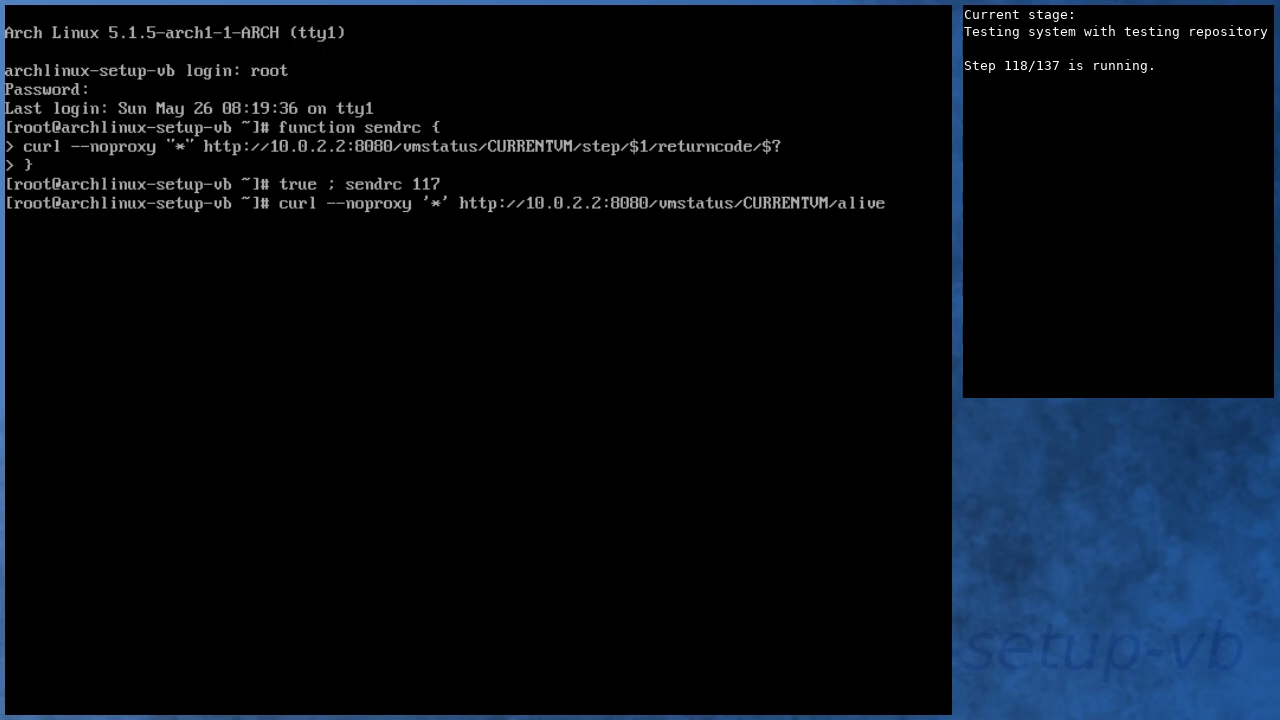 Arch Linux 5.1.5-arch1-1-ARCH (tty1)
archlinux-setup-vb login: root
Password:
Last login: Sun May 26 08:19:36 on tty1
[root@archlinux-setup-vb ~]# function sendrc {
> curl --noproxy "*" http://10.0.2.2:8080/vmstatus/CURRENTVM/step/$1/returncode/$?
> }
[root@archlinux-setup-vb ~]# true ; sendrc 117
[root@archlinux-setup-vb ~]# curl --noproxy '*' http://10.0.2.2:8080/vmstatus/CURRENTVM/alive
Current stage:
Testing system with testing repository
Step 118/137 is running.
-setup-vb